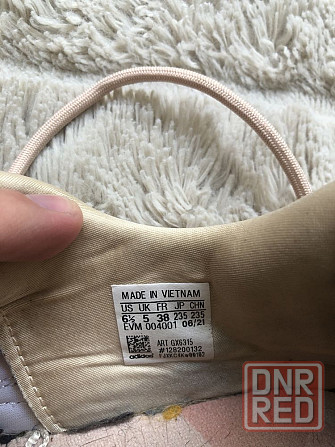 MADE IN VIETNAM
US UK FR JP CHN
6½ 5 38 235 235
EVM 004001 06/21
ART GX6315
#128200132
adidas
DNR
RED